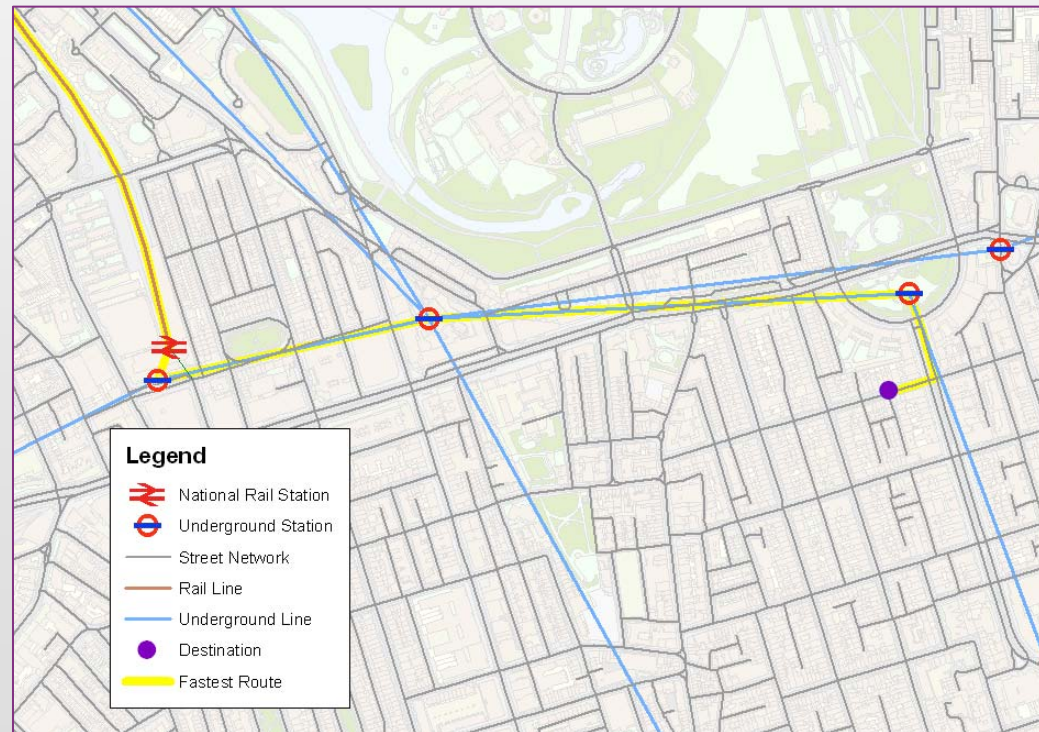 Legend
National Rail Station
Underground Station
Street Network
Rail Line
Underground Line
Destination
Fastest Route